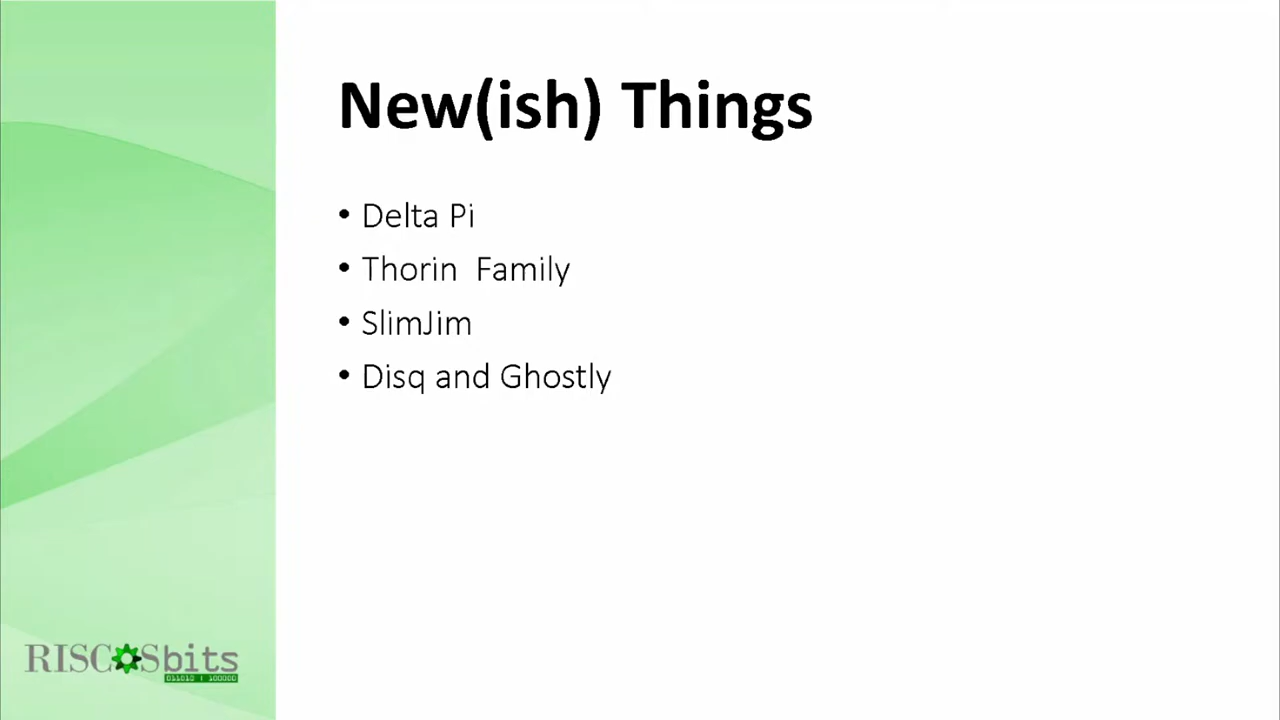 New(ish) Things
• Delta Pi
• Thorin  Family
• SlimJim
• Disq and Ghostly
RISCOSbits